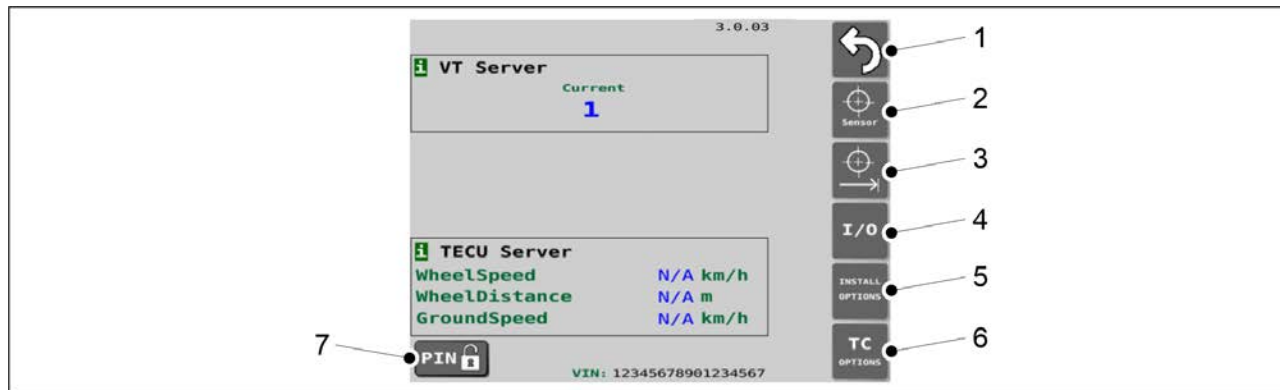 3.0.03
1
i VT Server
Current
1
2
Sensor
3
I/O
4
i TECU Server
WheelSpeed N/A km/h
WheelDistance N/A m
GroundSpeed N/A km/h
INSTALL
OPTIONS
5
TC
OPTIONS
6
7
PIN
VIN: 12345678901234567